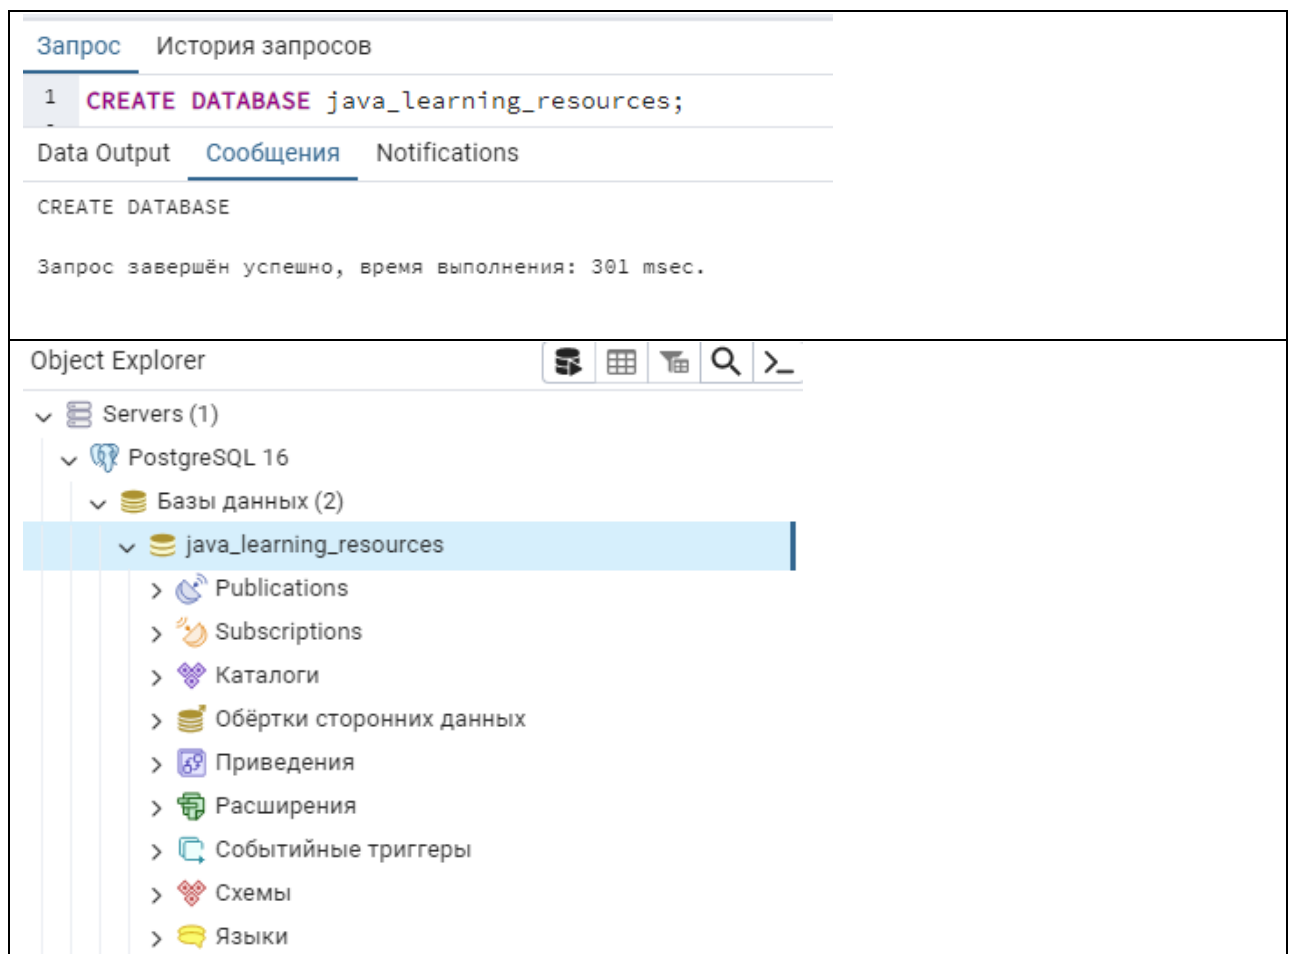 Запрос История запросов
1 CREATE DATABASE java_learning_resources;
Data Output Сообщения Notifications
CREATE DATABASE
Запрос завершён успешно, время выполнения: 301 msec.
Object Explorer
Servers (1)
PostgreSQL 16
Базы данных (2)
java_learning_resources
Publications
Subscriptions
Каталоги
Обёртки сторонних данных
Приведения
Расширения
Событийные триггеры
Схемы
Языки